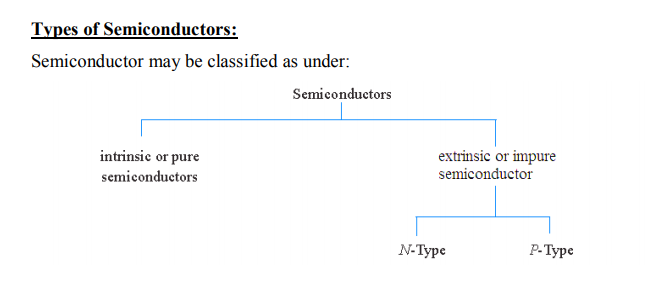 Types of Semiconductors:
Semiconductor may be classified as under:
Semiconductors
intrinsic or pure
semiconductors
extrinsic or impure
semiconductor
N-Type
P-Type